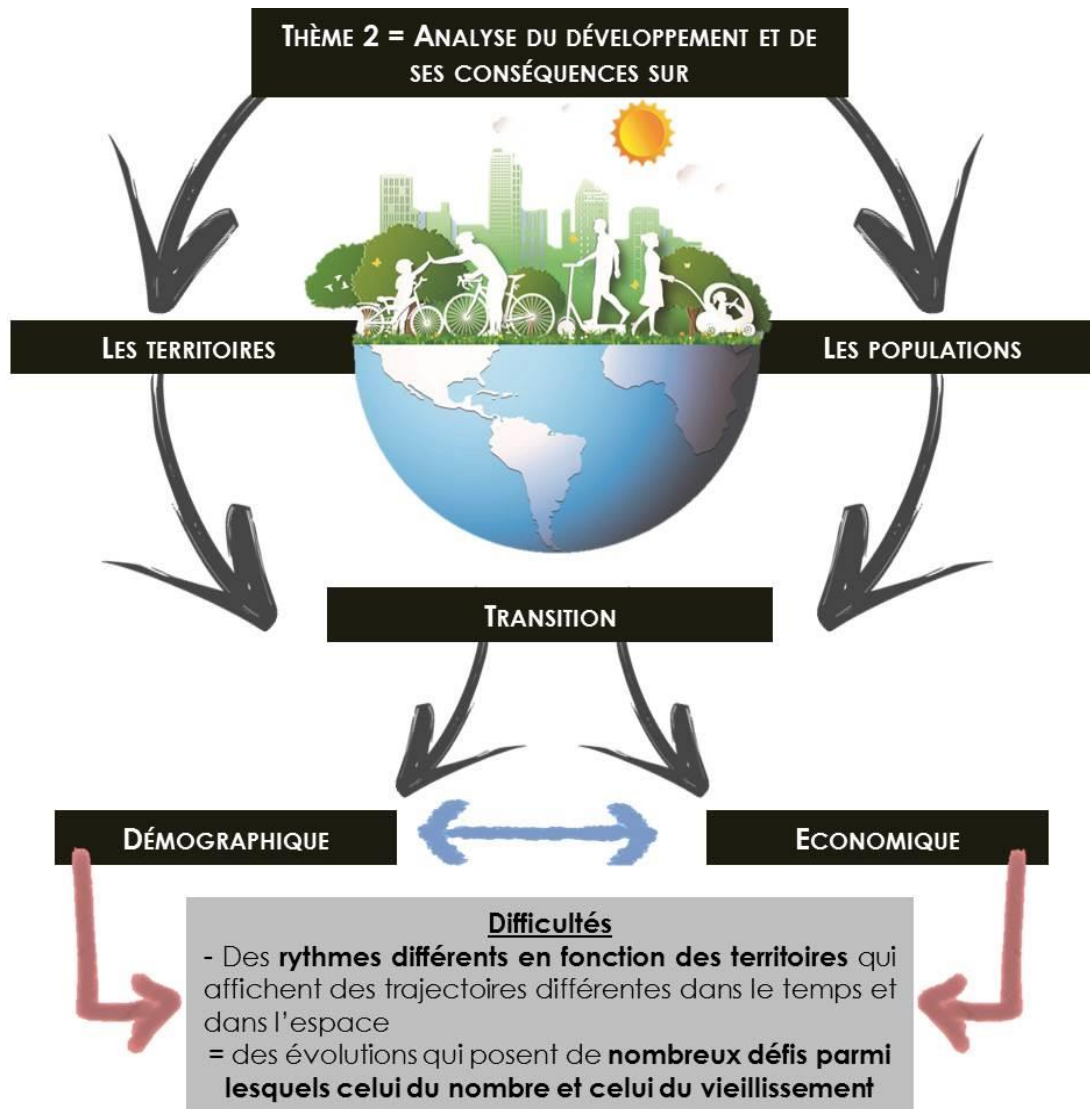 THÈME 2 = ANALYSE DU DÉVELOPPEMENT ET DE
SES CONSÉQUENCES SUR
LES TERRITOIRES
LES POPULATIONS
TRANSITION
DÉMOGRAPHIQUE
ECONOMIQUE
Difficultés
- Des rythmes différents en fonction des territoires qui
affichent des trajectoires différentes dans le temps et
dans l'espace
= des évolutions qui posent de nombreux défis parmi
lesquels celui du nombre et celui du vieillissement